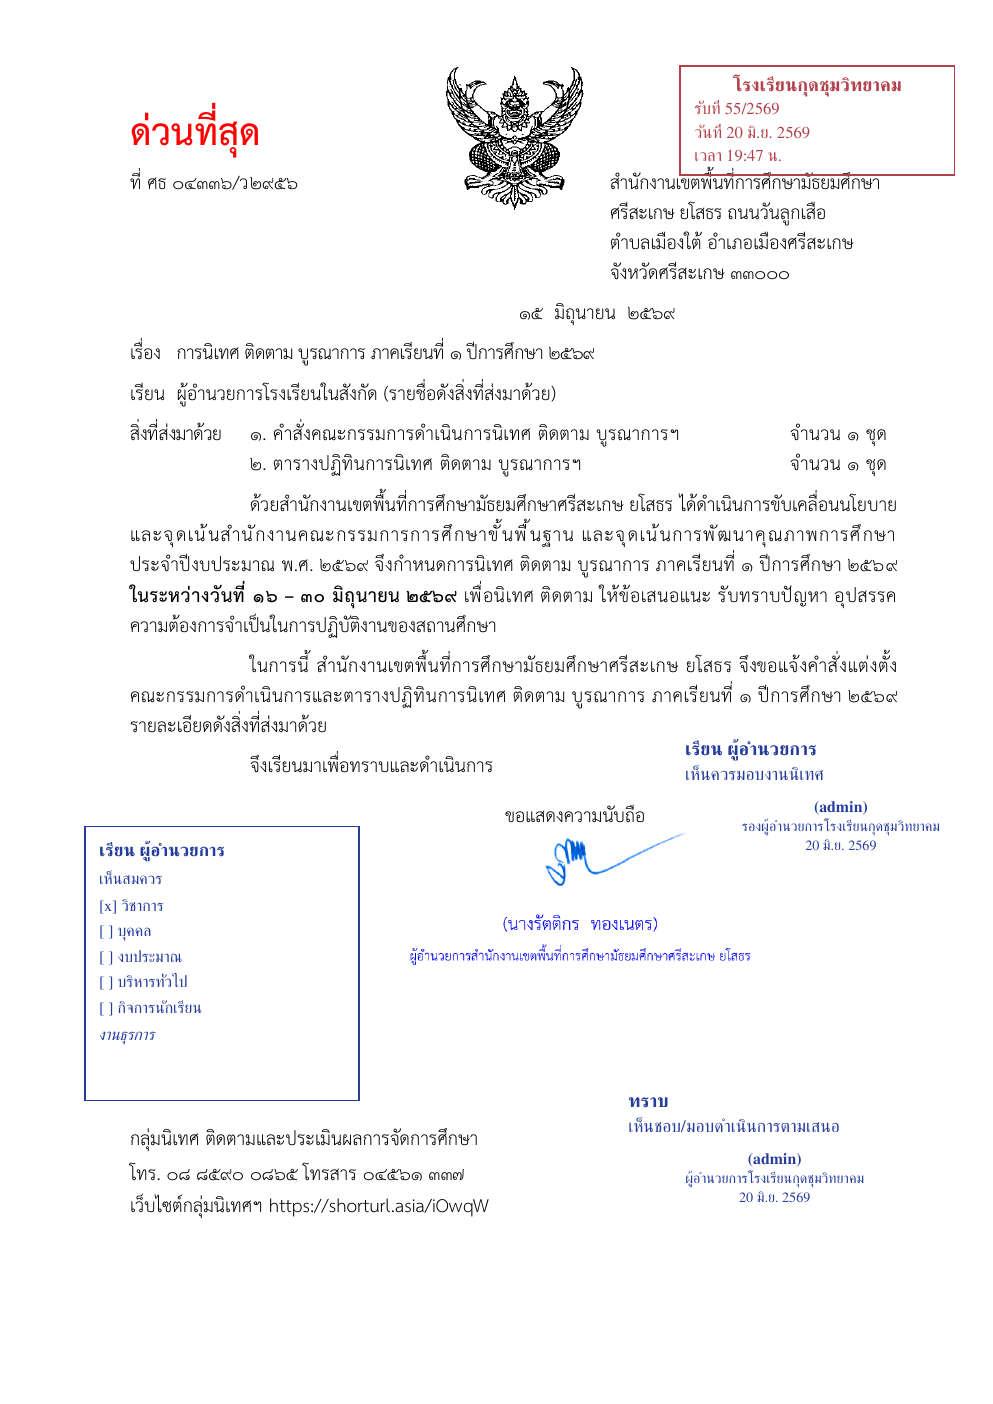 โรงเรียนกุดชุมวิทยาคม
รับที่ 55/2569
วันที่ 20 มิ.ย. 2569
เวลา 19:47 น.
ด่วนที่สุด
ที่ ศธ ๐๔๓๓๖/ว๒๙๕๖
สำนักงานเขตพื้นที่การศึกษามัธยมศึกษา
ศรีสะเกษ ยโสธร ถนนวันลูกเสือ
ตำบลเมืองใต้ อำเภอเมืองศรีสะเกษ
จังหวัดศรีสะเกษ ๓๓๐๐๐
๑๕ มิถุนายน ๒๕๖๙
เรื่อง การนิเทศ ติดตาม บูรณาการ ภาคเรียนที่ ๑ ปีการศึกษา ๒๕๖๙
เรียน ผู้อำนวยการโรงเรียนในสังกัด (รายชื่อดังสิ่งที่ส่งมาด้วย)
สิ่งที่ส่งมาด้วย ๑. คำสั่งคณะกรรมการดำเนินการนิเทศ ติดตาม บูรณาการฯ จำนวน ๑ ชุด
๒. ตารางปฏิทินการนิเทศ ติดตาม บูรณาการฯ จำนวน ๑ ชุด
ด้วยสำนักงานเขตพื้นที่การศึกษามัธยมศึกษาศรีสะเกษ ยโสธร ได้ดำเนินการขับเคลื่อนนโยบาย
และจุดเน้นสำนักงานคณะกรรมการการศึกษาขั้นพื้นฐาน และจุดเน้นการพัฒนาคุณภาพการศึกษา
ประจำปีงบประมาณ พ.ศ. ๒๕๖๙ จึงกำหนดการนิเทศ ติดตาม บูรณาการ ภาคเรียนที่ ๑ ปีการศึกษา ๒๕๖๙
ในระหว่างวันที่ ๑๖ – ๓๐ มิถุนายน ๒๕๖๙ เพื่อนิเทศ ติดตาม ให้ข้อเสนอแนะ รับทราบปัญหา อุปสรรค
ความต้องการจำเป็นในการปฏิบัติงานของสถานศึกษา
ในการนี้ สำนักงานเขตพื้นที่การศึกษามัธยมศึกษาศรีสะเกษ ยโสธร จึงขอแจ้งคำสั่งแต่งตั้ง
คณะกรรมการดำเนินการและตารางปฏิทินการนิเทศ ติดตาม บูรณาการ ภาคเรียนที่ ๑ ปีการศึกษา ๒๕๖๙
รายละเอียดดังสิ่งที่ส่งมาด้วย
จึงเรียนมาเพื่อทราบและดำเนินการ
เรียน ผู้อำนวยการ
เห็นควรมอบงานนิเทศ
(admin)
รองผู้อำนวยการโรงเรียนกุดชุมวิทยาคม
20 มิ.ย. 2569
ขอแสดงความนับถือ
(นางรัตติกร ทองเนตร)
ผู้อำนวยการสำนักงานเขตพื้นที่การศึกษามัธยมศึกษาศรีสะเกษ ยโสธร
เรียน ผู้อำนวยการ
เห็นสมควร
[x] วิชาการ
[ ] บุคคล
[ ] งบประมาณ
[ ] บริหารทั่วไป
[ ] กิจการนักเรียน
งานธุรการ
ทราบ
เห็นชอบ/มอบดำเนินการตามเสนอ
(admin)
ผู้อำนวยการโรงเรียนกุดชุมวิทยาคม
20 มิ.ย. 2569
กลุ่มนิเทศ ติดตามและประเมินผลการจัดการศึกษา
โทร. ๐๘ ๘๕๙๐ ๐๘๖๕ โทรสาร ๐๔๕๖๑ ๓๓๗
เว็บไซต์กลุ่มนิเทศฯ https://shorturl.asia/iOwqW